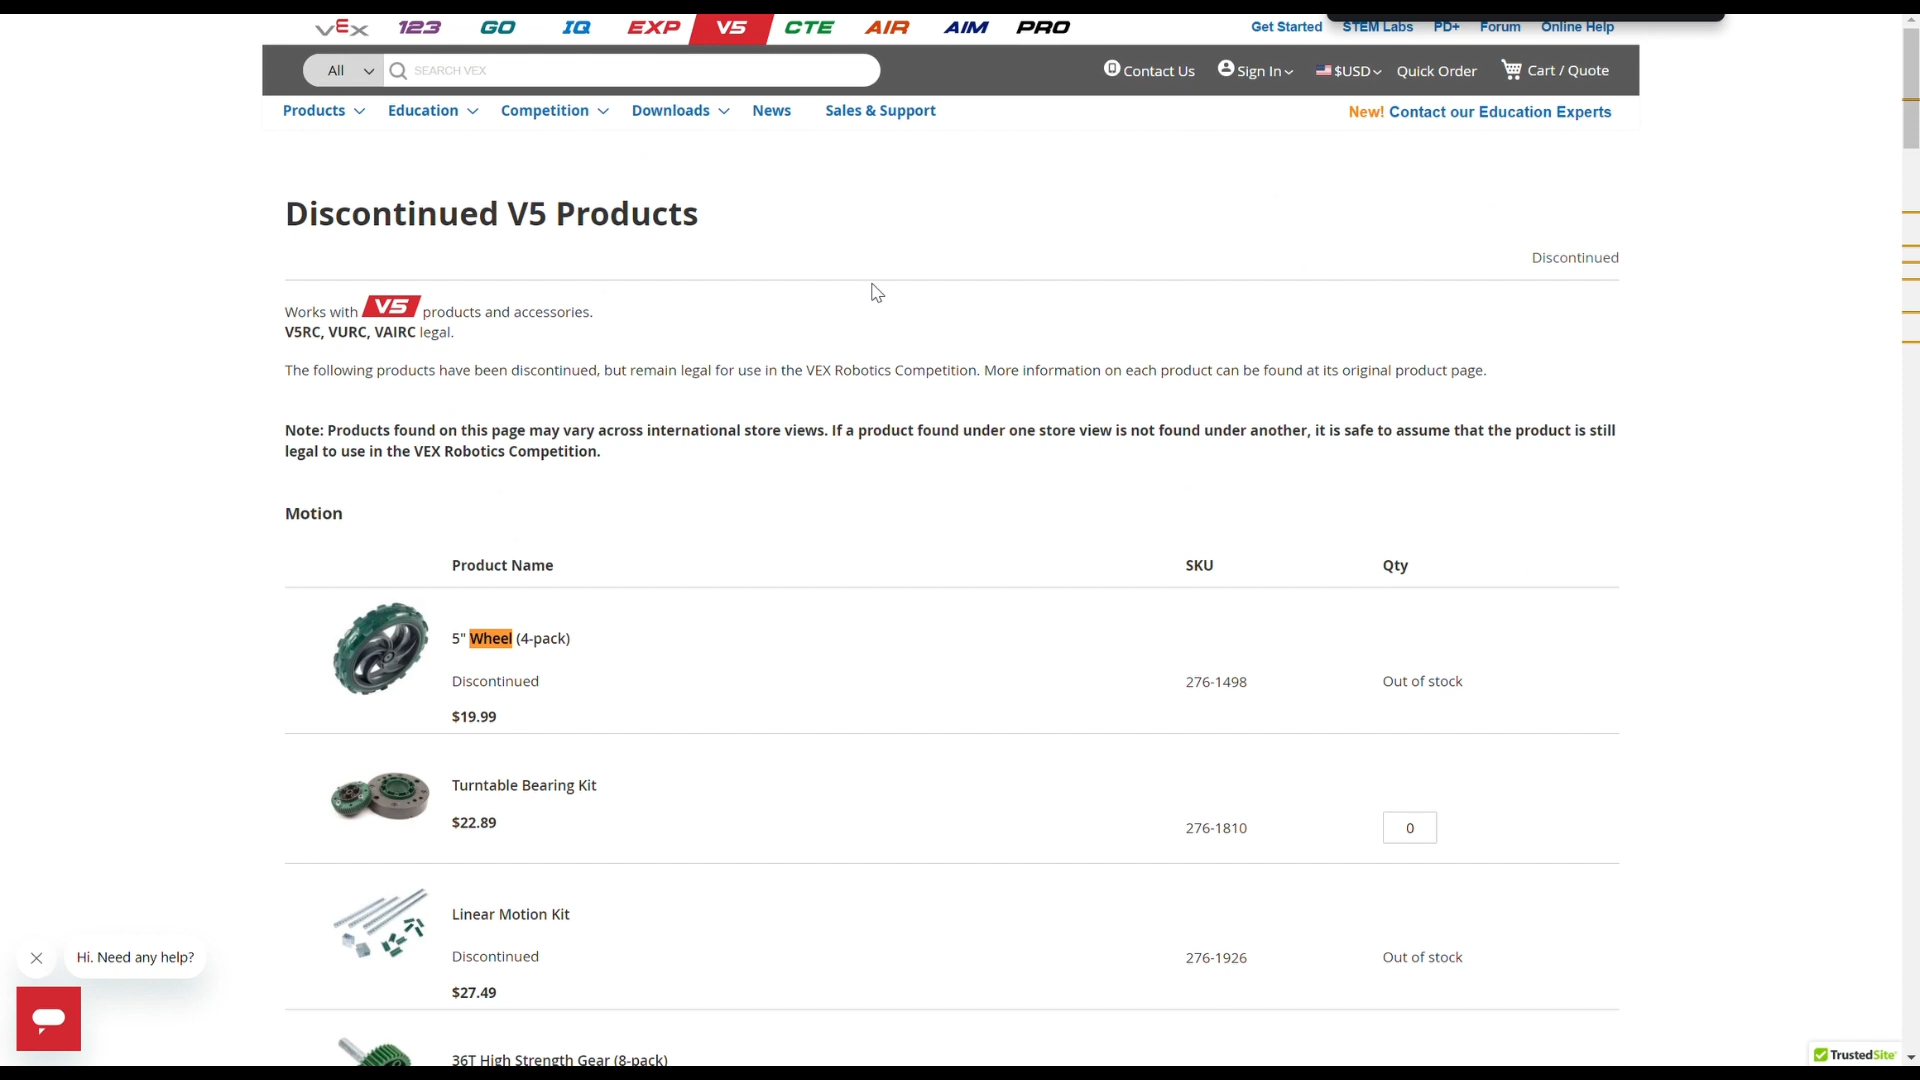 vex 123 GO IQ EXP V5 CTE AIR AIM PRO Get Started STEM Labs PD+ Forum Online Help
All SEARCH VEX Contact Us Sign In $USD Quick Order Cart / Quote
Products Education Competition Downloads News Sales & Support New! Contact our Education Experts
Discontinued V5 Products
Discontinued
Works with V5 products and accessories.
V5RC, VURC, VAIRC legal.
The following products have been discontinued, but remain legal for use in the VEX Robotics Competition. More information on each product can be found at its original product page.
Note: Products found on this page may vary across international store views. If a product found under one store view is not found under another, it is safe to assume that the product is still
legal to use in the VEX Robotics Competition.
Motion
Product Name SKU Qty
5" Wheel (4-pack)
Discontinued 276-1498 Out of stock
$19.99
Turntable Bearing Kit
$22.89 276-1810 0
Linear Motion Kit
Discontinued 276-1926 Out of stock
$27.49
36T High Strength Gear (8-pack)
Hi. Need any help?
TrustedSite